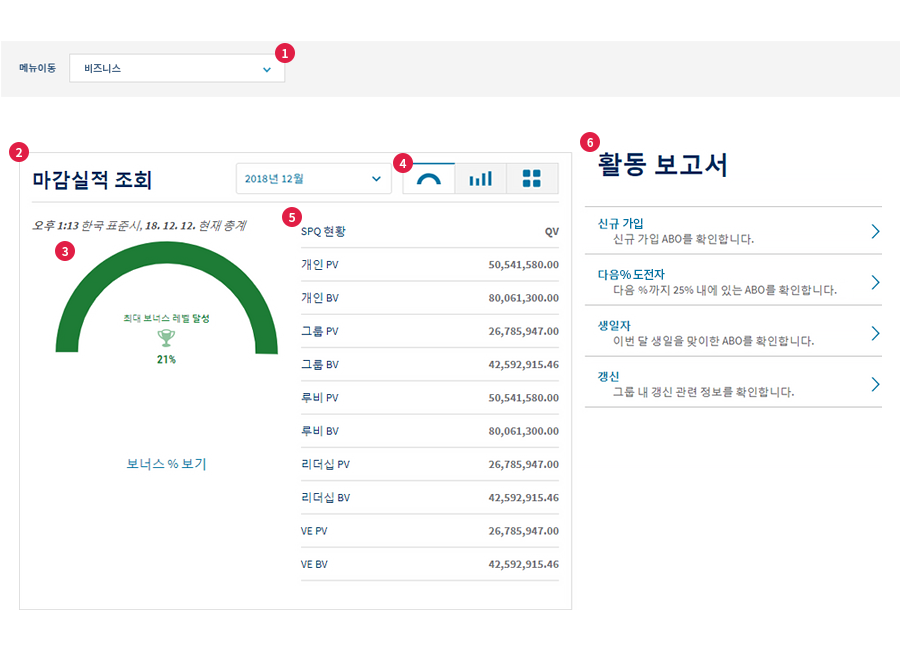 1
메뉴이동 비즈니스
2
마감실적 조회
2018년 12월
4
오후 1:13 한국 표준시, 18. 12. 12. 현재 총계
3
최대 보너스 레벨 달성
21%
보너스 % 보기
5
SPQ 현황 QV
개인 PV 50,541,580.00
개인 BV 80,061,300.00
그룹 PV 26,785,947.00
그룹 BV 42,592,915.46
루비 PV 50,541,580.00
루비 BV 80,061,300.00
리더십 PV 26,785,947.00
리더십 BV 42,592,915.46
VE PV 26,785,947.00
VE BV 42,592,915.46
6
활동 보고서
신규 가입
신규 가입 ABO를 확인합니다.
다음% 도전자
다음 %까지 25% 내에 있는 ABO를 확인합니다.
생일자
이번 달 생일을 맞이한 ABO를 확인합니다.
갱신
그룹 내 갱신 관련 정보를 확인합니다.